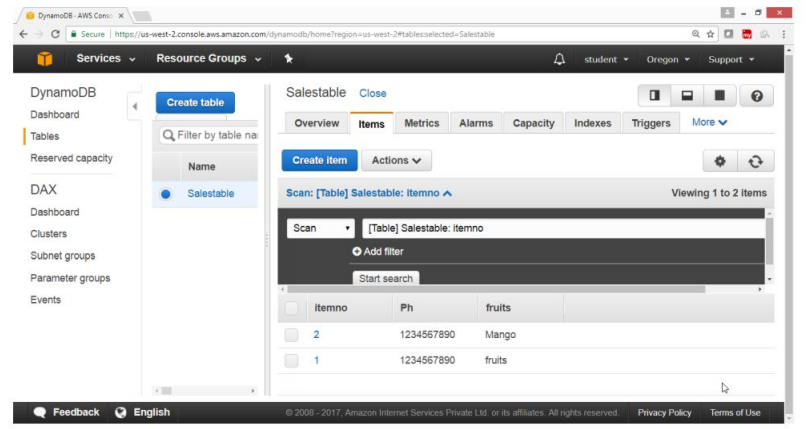 DynamoDB - AWS Conso
Secure https://us-west-2.console.aws.amazon.com/dynamodb/home?region=us-west-2#tables:selected=Salestable
Services Resource Groups student Oregon Support
DynamoDB
Dashboard
Tables
Reserved capacity
DAX
Dashboard
Clusters
Subnet groups
Parameter groups
Events
Create table
Filter by table na
Name
Salestable
Salestable Close
Overview Items Metrics Alarms Capacity Indexes Triggers More
Create item Actions
Scan: [Table] Salestable: itemno Viewing 1 to 2 items
Scan [Table] Salestable: itemno
Add filter
Start search
itemno Ph fruits
2 1234567890 Mango
1 1234567890 fruits
Feedback English © 2008 - 2017, Amazon Internet Services Private Ltd. or its affiliates. All rights reserved. Privacy Policy Terms of Use